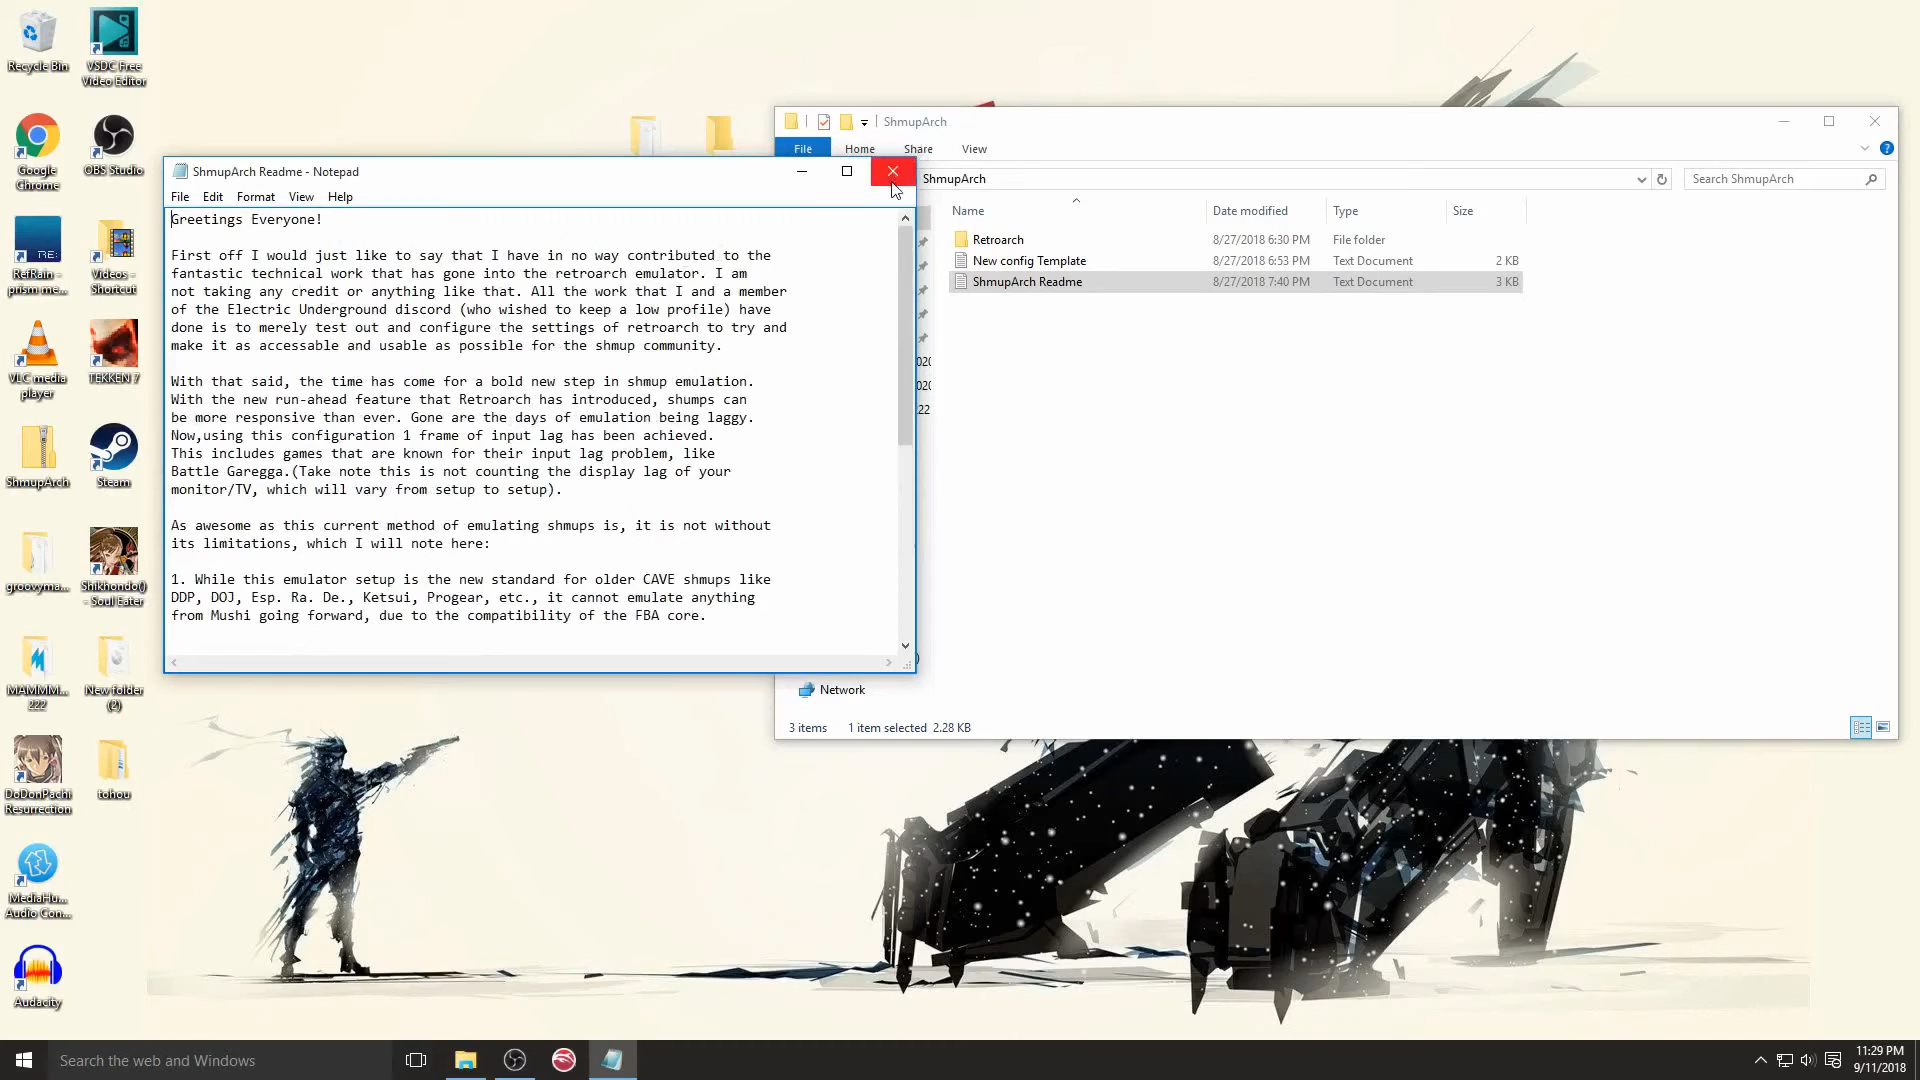 Recycle Bin
VSDC Free
Video Editor
Google
Chrome
OBS Studio
RefRain -
prism me...
Videos -
Shortcut
VLC media
player
TEKKEN 7
ShmupArch
Steam
groovyma...
Shikhondo()
- Soul Eater
MAMMM...
222
New folder
(2)
DoDonPachi
Resurrection
tohou
MediaHu...
Audio Con...
Audacity
ShmupArch Readme - Notepad
File Edit Format View Help
Greetings Everyone!
First off I would just like to say that I have in no way contributed to the
fantastic technical work that has gone into the retroarch emulator. I am
not taking any credit or anything like that. All the work that I and a member
of the Electric Underground discord (who wished to keep a low profile) have
done is to merely test out and configure the settings of retroarch to try and
make it as accessable and usable as possible for the shmup community.
With that said, the time has come for a bold new step in shmup emulation.
With the new run-ahead feature that Retroarch has introduced, shumps can
be more responsive than ever. Gone are the days of emulation being laggy.
Now,using this configuration 1 frame of input lag has been achieved.
This includes games that are known for their input lag problem, like
Battle Garegga.(Take note this is not counting the display lag of your
monitor/TV, which will vary from setup to setup).
As awesome as this current method of emulating shmups is, it is not without
its limitations, which I will note here:
1. While this emulator setup is the new standard for older CAVE shmups like
DDP, DOJ, Esp. Ra. De., Ketsui, Progear, etc., it cannot emulate anything
from Mushi going forward, due to the compatibility of the FBA core.
ShmupArch
File Home Share View
ShmupArch
Search ShmupArch
Name Date modified Type Size
Retroarch 8/27/2018 6:30 PM File folder
New config Template 8/27/2018 6:53 PM Text Document 2 KB
ShmupArch Readme 8/27/2018 7:40 PM Text Document 3 KB
Network
3 items 1 item selected 2.28 KB
Search the web and Windows
11:29 PM
9/11/2018